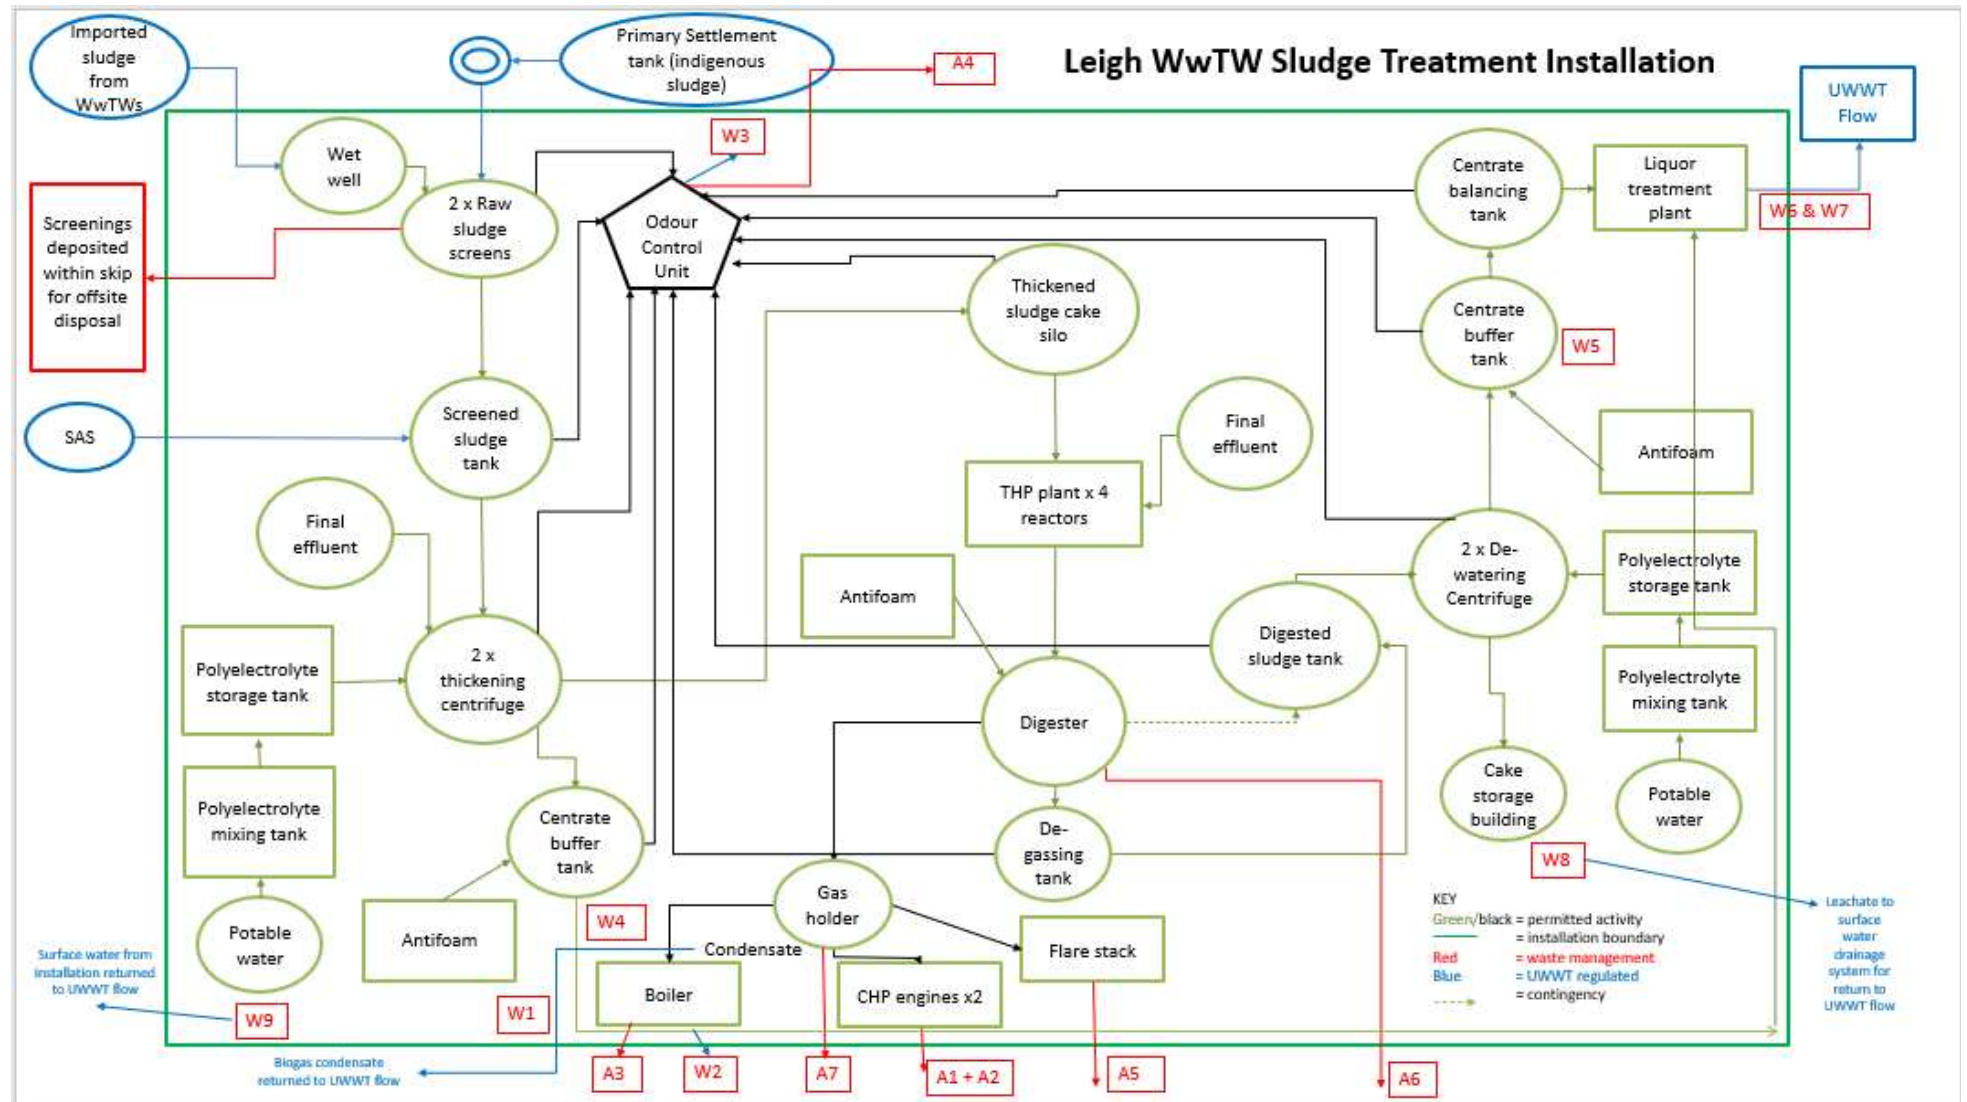 Leigh WwTW Sludge Treatment Installation
Imported
sludge
from
WwTWs
Primary Settlement
tank (indigenous
sludge)
A4
UWWT
Flow
W3
Wet
well
2 x Raw
sludge
screens
Screenings
deposited
within skip
for offsite
disposal
Odour
Control
Unit
Centrate
balancing
tank
Liquor
treatment
plant
W6 & W7
Thickened
sludge cake
silo
Centrate
buffer
tank
W5
SAS
Screened
sludge
tank
Final
effluent
Antifoam
THP plant x 4
reactors
Final
effluent
2 x De-
watering
Centrifuge
Polyelectrolyte
storage tank
Antifoam
Digested
sludge tank
2 x
thickening
centrifuge
Polyelectrolyte
storage tank
Polyelectrolyte
mixing tank
Digester
Cake
storage
building
Potable
water
Polyelectrolyte
mixing tank
Centrate
buffer
tank
De-
gassing
tank
W8
Gas
holder
Potable
water
Antifoam
W4
Condensate
Flare stack
Boiler
CHP engines x2
KEY
Green/black = permitted activity
= installation boundary
Red = waste management
Blue = UWWT regulated
= contingency
Leachate to
surface
water
drainage
system for
return to
UWWT flow
Surface water from
installation returned
to UWWT flow
W9
W1
Biogas condensate
returned to UWWT flow
A3
W2
A7
A1 + A2
A5
A6